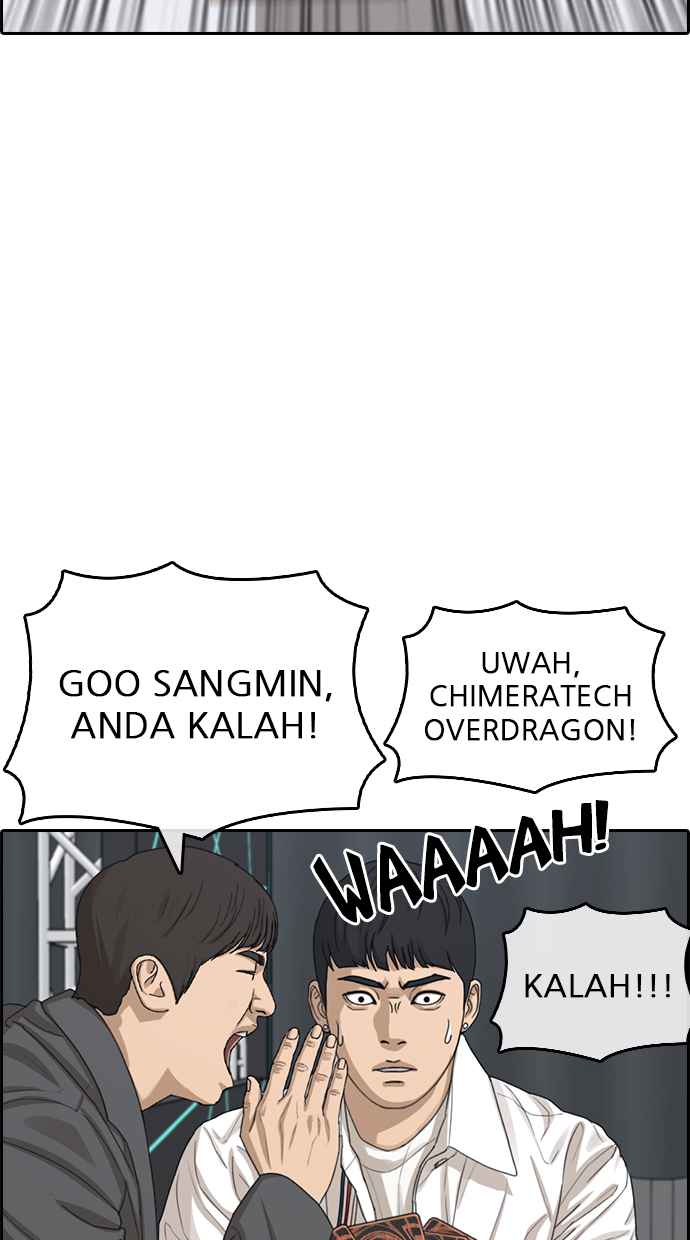 GOO SANGMIN,
ANDA KALAH!
UWAH,
CHIMERATECH
OVERDRAGON!
WAAAAH!
KALAH!!!